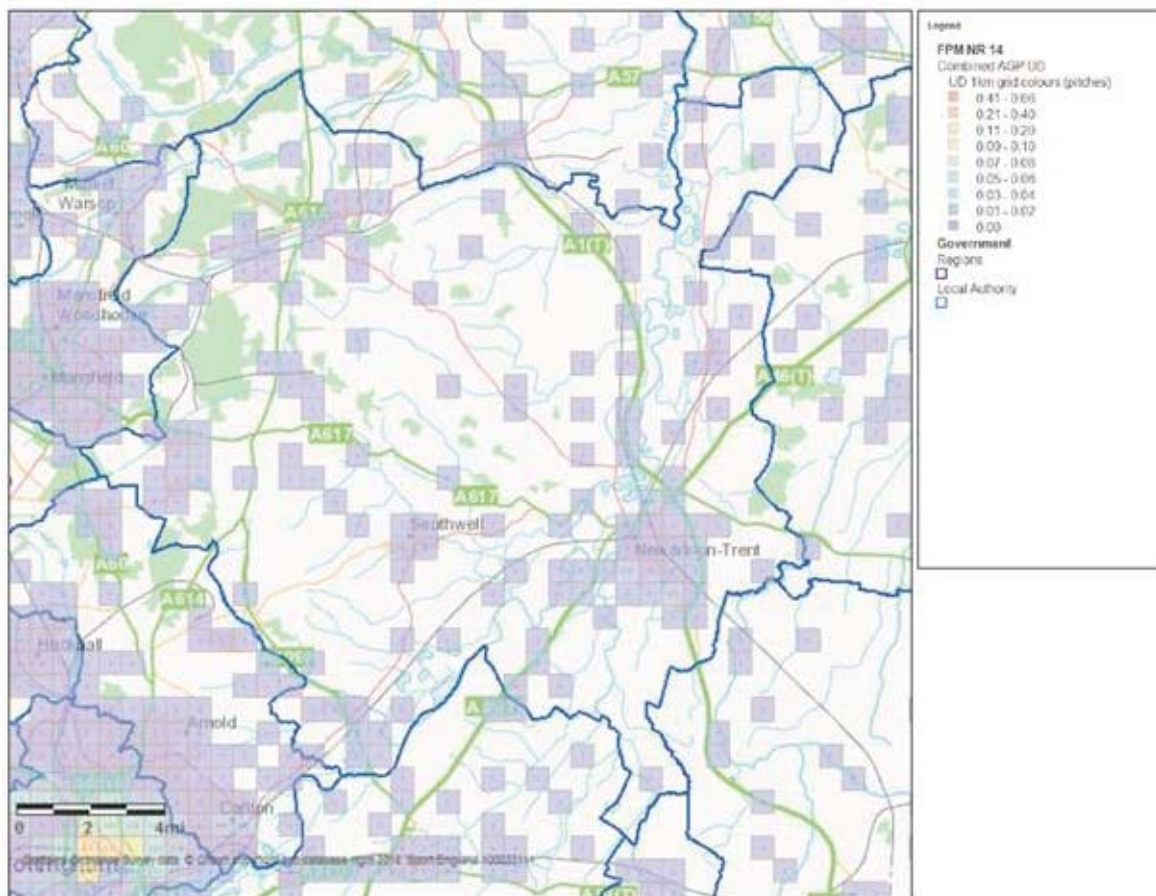 Legend
FPM NR 14
Combined AGP UD
UD 1km grid colours (pitches)
0.41 - 0.66
0.21 - 0.40
0.11 - 0.20
0.09 - 0.10
0.07 - 0.08
0.05 - 0.06
0.03 - 0.04
0.01 - 0.02
0.00
Government
Regions
Local Authority
A57
A60
Market
Warsop
A1(T)
Mansfield
Woodhouse
Mansfield
A46(T)
A617
A617
Southwell
Newark-on-Trent
A60
A614
Hucknall
Arnold
Carlton
0 2 4mi